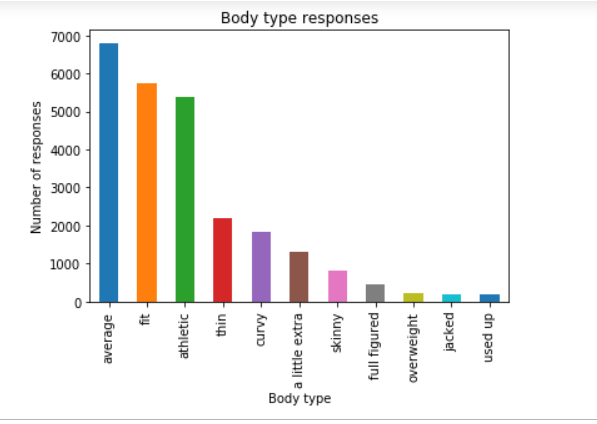 Body type responses
Number of responses
7000
6000
5000
4000
3000
2000
1000
0
average
fit
athletic
thin
curvy
a little extra
skinny
full figured
overweight
jacked
used up
Body type